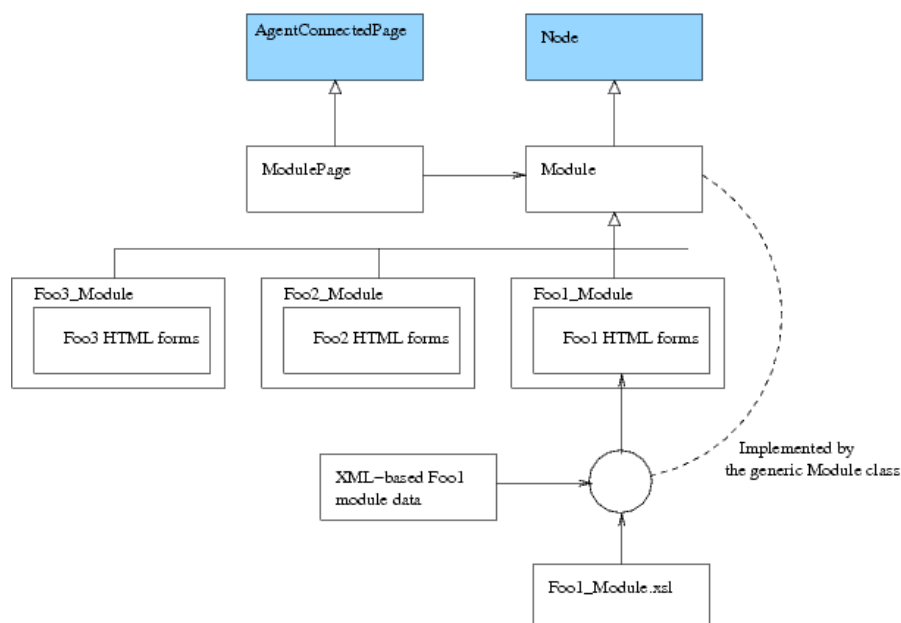 AgentConnectedPage
Node
ModulePage
Module
Foo3_Module
Foo2_Module
Foo1_Module
Foo3 HTML forms
Foo2 HTML forms
Foo1 HTML forms
Implemented by
the generic Module class
XML−based Foo1
module data
Foo1_Module.xsl